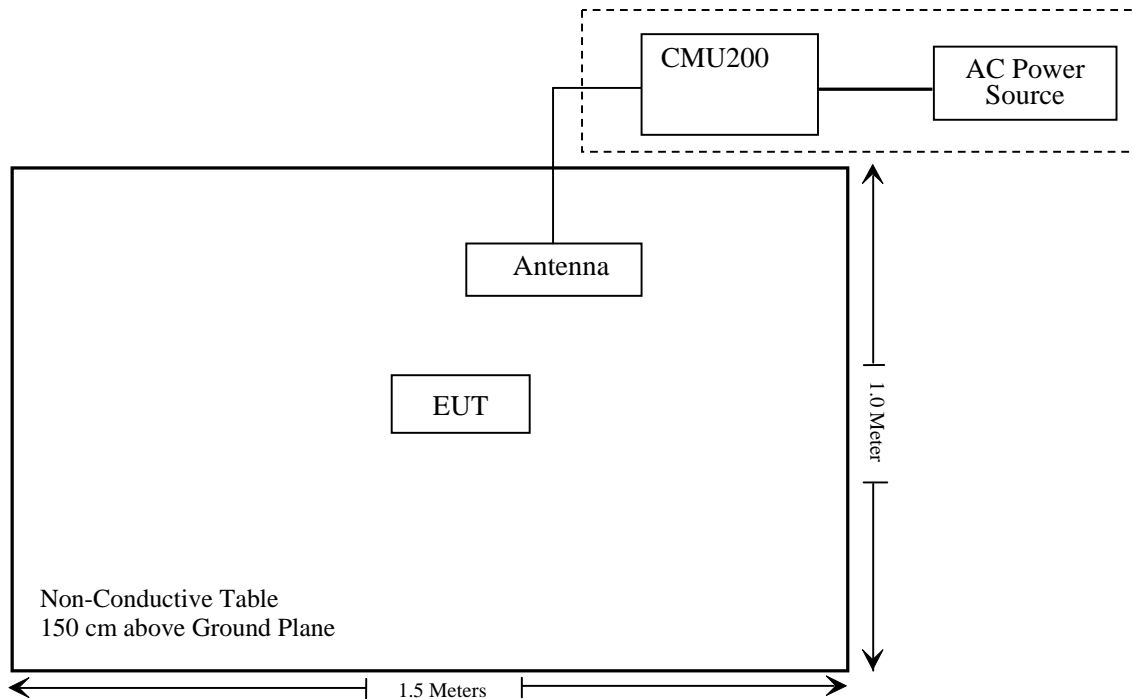 CMU200
AC Power
Source
Antenna
EUT
1.0 Meter
Non-Conductive Table
150 cm above Ground Plane
1.5 Meters